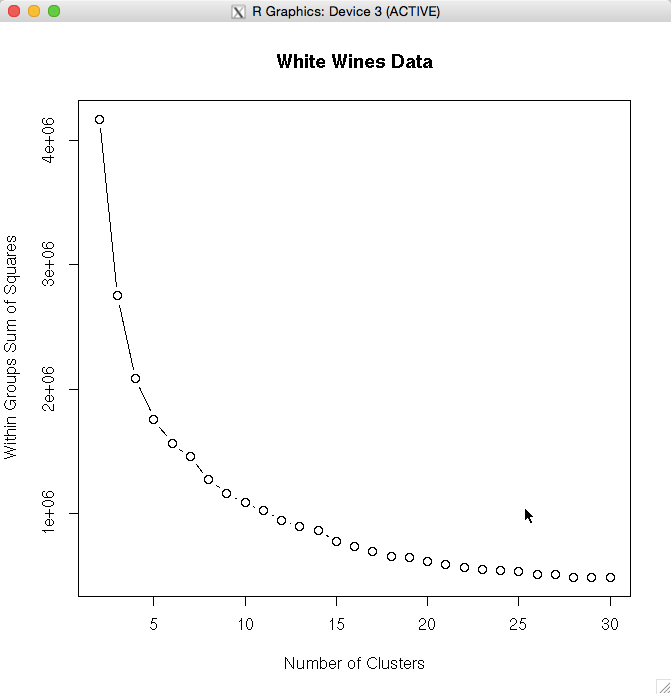 R Graphics: Device 3 (ACTIVE)
White Wines Data
Within Groups Sum of Squares
4e+06
3e+06
2e+06
1e+06
5 10 15 20 25 30
Number of Clusters